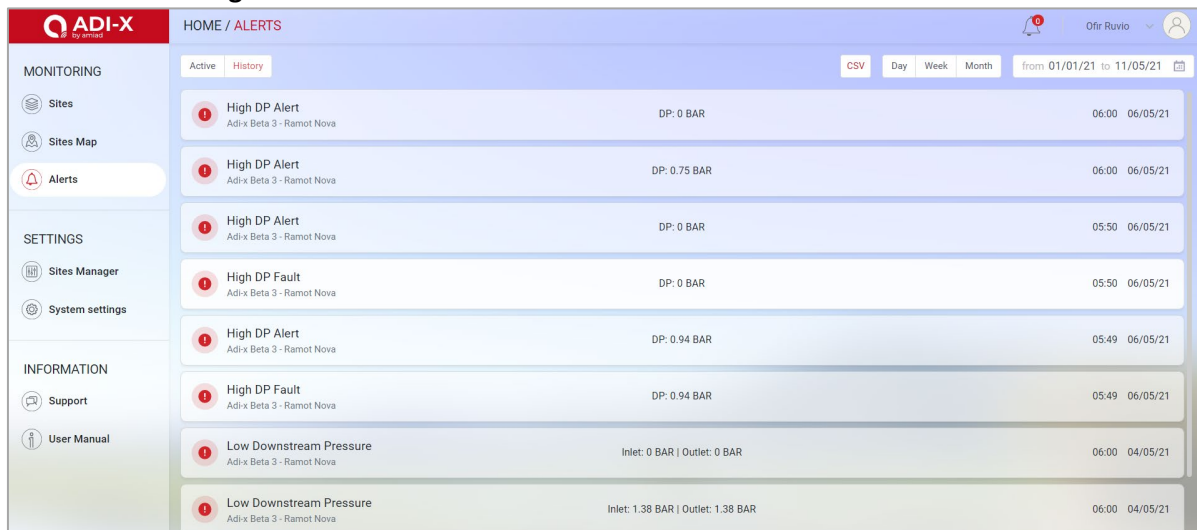 ADI-X
by amiad
HOME / ALERTS
0
Ofir Ruvio
MONITORING
Sites
Sites Map
Alerts
SETTINGS
Sites Manager
System settings
INFORMATION
Support
User Manual
Active History
CSV Day Week Month from 01/01/21 to 11/05/21
High DP Alert DP: 0 BAR 06:00 06/05/21
Adi-x Beta 3 - Ramot Nova
High DP Alert DP: 0.75 BAR 06:00 06/05/21
Adi-x Beta 3 - Ramot Nova
High DP Alert DP: 0 BAR 05:50 06/05/21
Adi-x Beta 3 - Ramot Nova
High DP Fault DP: 0 BAR 05:50 06/05/21
Adi-x Beta 3 - Ramot Nova
High DP Alert DP: 0.94 BAR 05:49 06/05/21
Adi-x Beta 3 - Ramot Nova
High DP Fault DP: 0.94 BAR 05:49 06/05/21
Adi-x Beta 3 - Ramot Nova
Low Downstream Pressure Inlet: 0 BAR | Outlet: 0 BAR 06:00 04/05/21
Adi-x Beta 3 - Ramot Nova
Low Downstream Pressure Inlet: 1.38 BAR | Outlet: 1.38 BAR 06:00 04/05/21
Adi-x Beta 3 - Ramot Nova